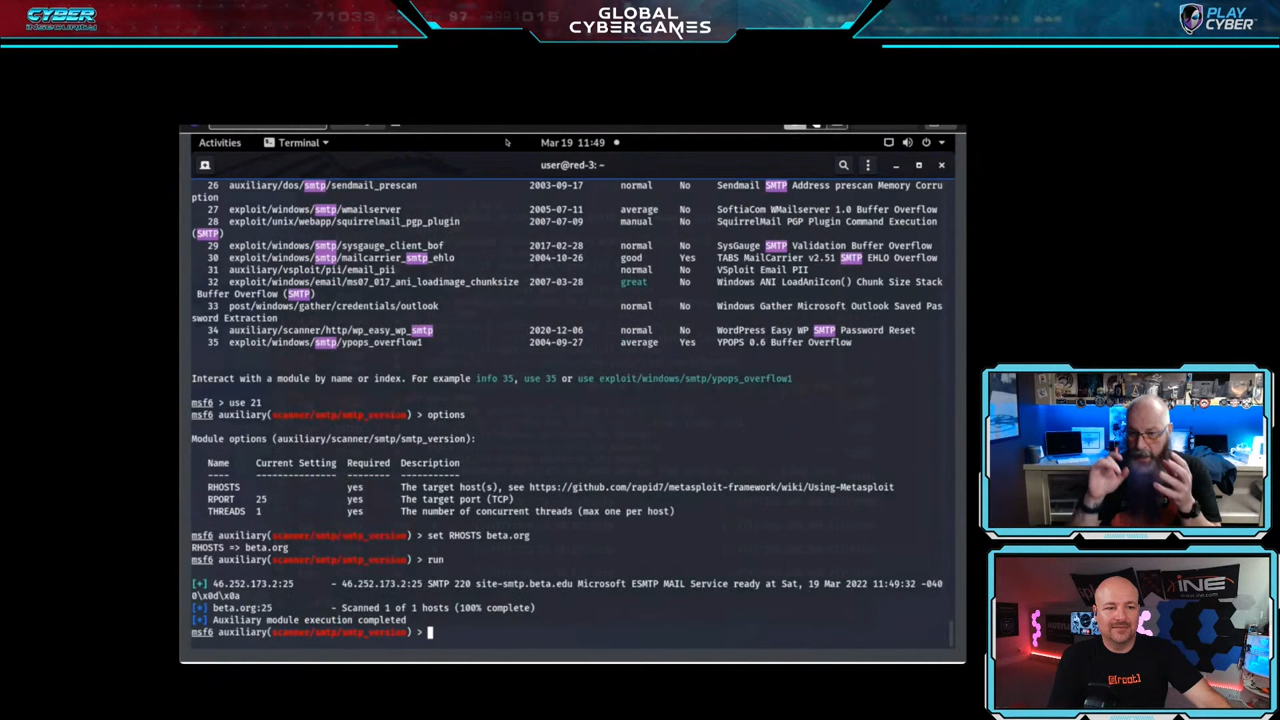 CYBER
INSECURITY
GLOBAL
CYBER GAMES
PLAY
CYBER
Activities
Terminal
Mar 19 11:49
user@red-3: ~
26 auxiliary/dos/smtp/sendmail_prescan 2003-09-17 normal No Sendmail SMTP Address prescan Memory Corru
ption
27 exploit/windows/smtp/wmailserver 2005-07-11 average No SoftiaCom WMailserver 1.0 Buffer Overflow
28 exploit/unix/webapp/squirrelmail_pgp_plugin 2007-07-09 manual No SquirrelMail PGP Plugin Command Execution
(SMTP)
29 exploit/windows/smtp/sysgauge_client_bof 2017-02-28 normal No SysGauge SMTP Validation Buffer Overflow
30 exploit/windows/smtp/mailcarrier_smtp_ehlo 2004-10-26 good Yes TABS MailCarrier v2.51 SMTP EHLO Overflow
31 auxiliary/vsploit/pii/email_pii normal No VSploit Email PII
32 exploit/windows/email/ms07_017_ani_loadimage_chunksize 2007-03-28 great No Windows ANI LoadAniIcon() Chunk Size Stack
Buffer Overflow (SMTP)
33 post/windows/gather/credentials/outlook normal No Windows Gather Microsoft Outlook Saved Pas
sword Extraction
34 auxiliary/scanner/http/wp_easy_wp_smtp 2020-12-06 normal No WordPress Easy WP SMTP Password Reset
35 exploit/windows/smtp/ypops_overflow1 2004-09-27 average Yes YPOPS 0.6 Buffer Overflow
Interact with a module by name or index. For example info 35, use 35 or use exploit/windows/smtp/ypops_overflow1
msf6 > use 21
msf6 auxiliary(scanner/smtp/smtp_version) > options
Module options (auxiliary/scanner/smtp/smtp_version):
Name Current Setting Required Description
---- --------------- -------- -----------
RHOSTS yes The target host(s), see https://github.com/rapid7/metasploit-framework/wiki/Using-Metasploit
RPORT 25 yes The target port (TCP)
THREADS 1 yes The number of concurrent threads (max one per host)
msf6 auxiliary(scanner/smtp/smtp_version) > set RHOSTS beta.org
RHOSTS => beta.org
msf6 auxiliary(scanner/smtp/smtp_version) > run
[+] 46.252.173.2:25 - 46.252.173.2:25 SMTP 220 site-smtp.beta.edu Microsoft ESMTP MAIL Service ready at Sat, 19 Mar 2022 11:49:32 -040
0\x0d\x0a
[*] beta.org:25 - Scanned 1 of 1 hosts (100% complete)
[*] Auxiliary module execution completed
msf6 auxiliary(scanner/smtp/smtp_version) >
INE
@[root]